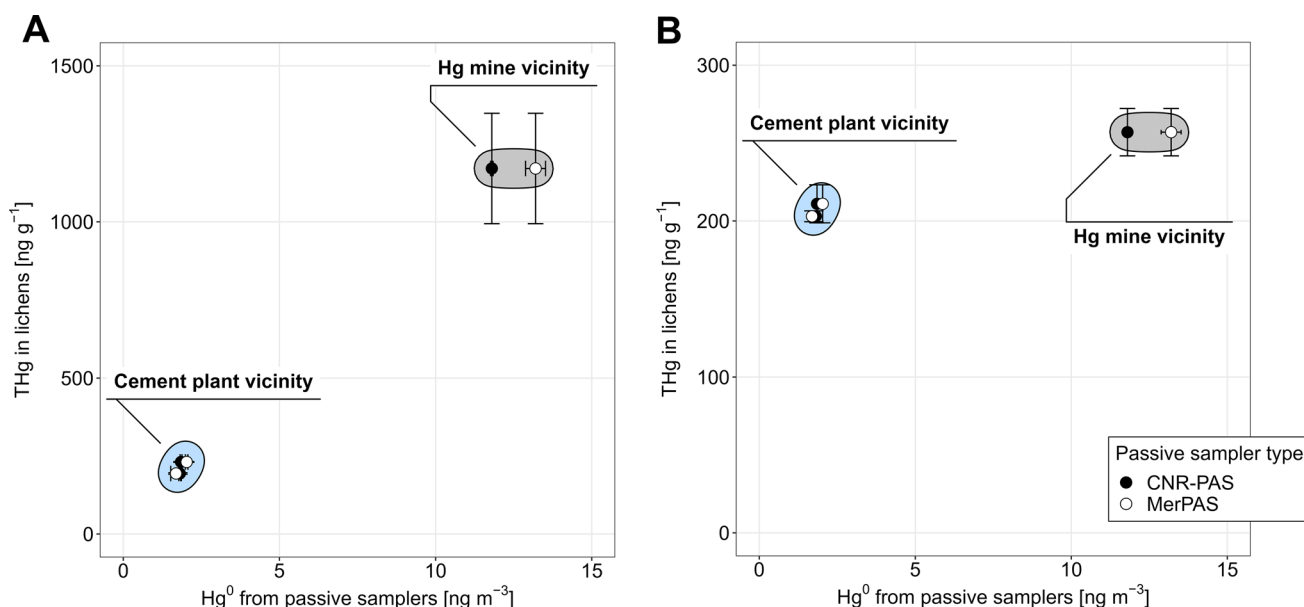 A
1500
1000
500
0
THg in lichens [ng g⁻¹]
Hg mine vicinity
Cement plant vicinity
0 5 10 15
Hg⁰ from passive samplers [ng m⁻³]
B
300
200
100
0
THg in lichens [ng g⁻¹]
Cement plant vicinity
Hg mine vicinity
Passive sampler type
CNR-PAS
MerPAS
0 5 10 15
Hg⁰ from passive samplers [ng m⁻³]